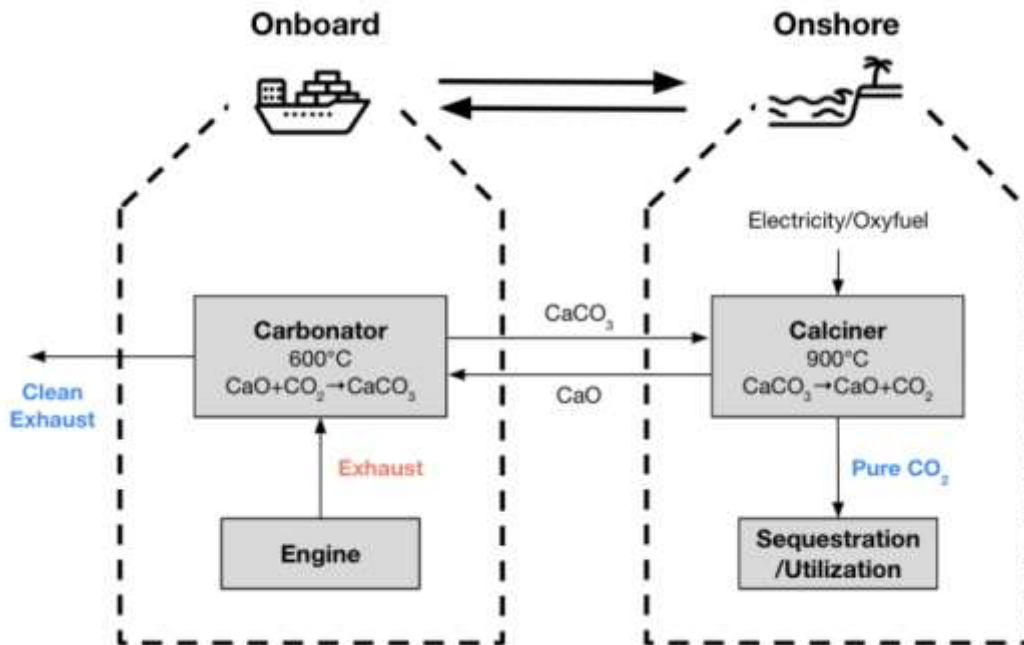 Onboard
Onshore
Electricity/Oxyfuel
Carbonator
600°C
CaO+CO₂→CaCO₃
CaCO₃
CaO
Calciner
900°C
CaCO₃→CaO+CO₂
Clean
Exhaust
Exhaust
Pure CO₂
Engine
Sequestration
/Utilization